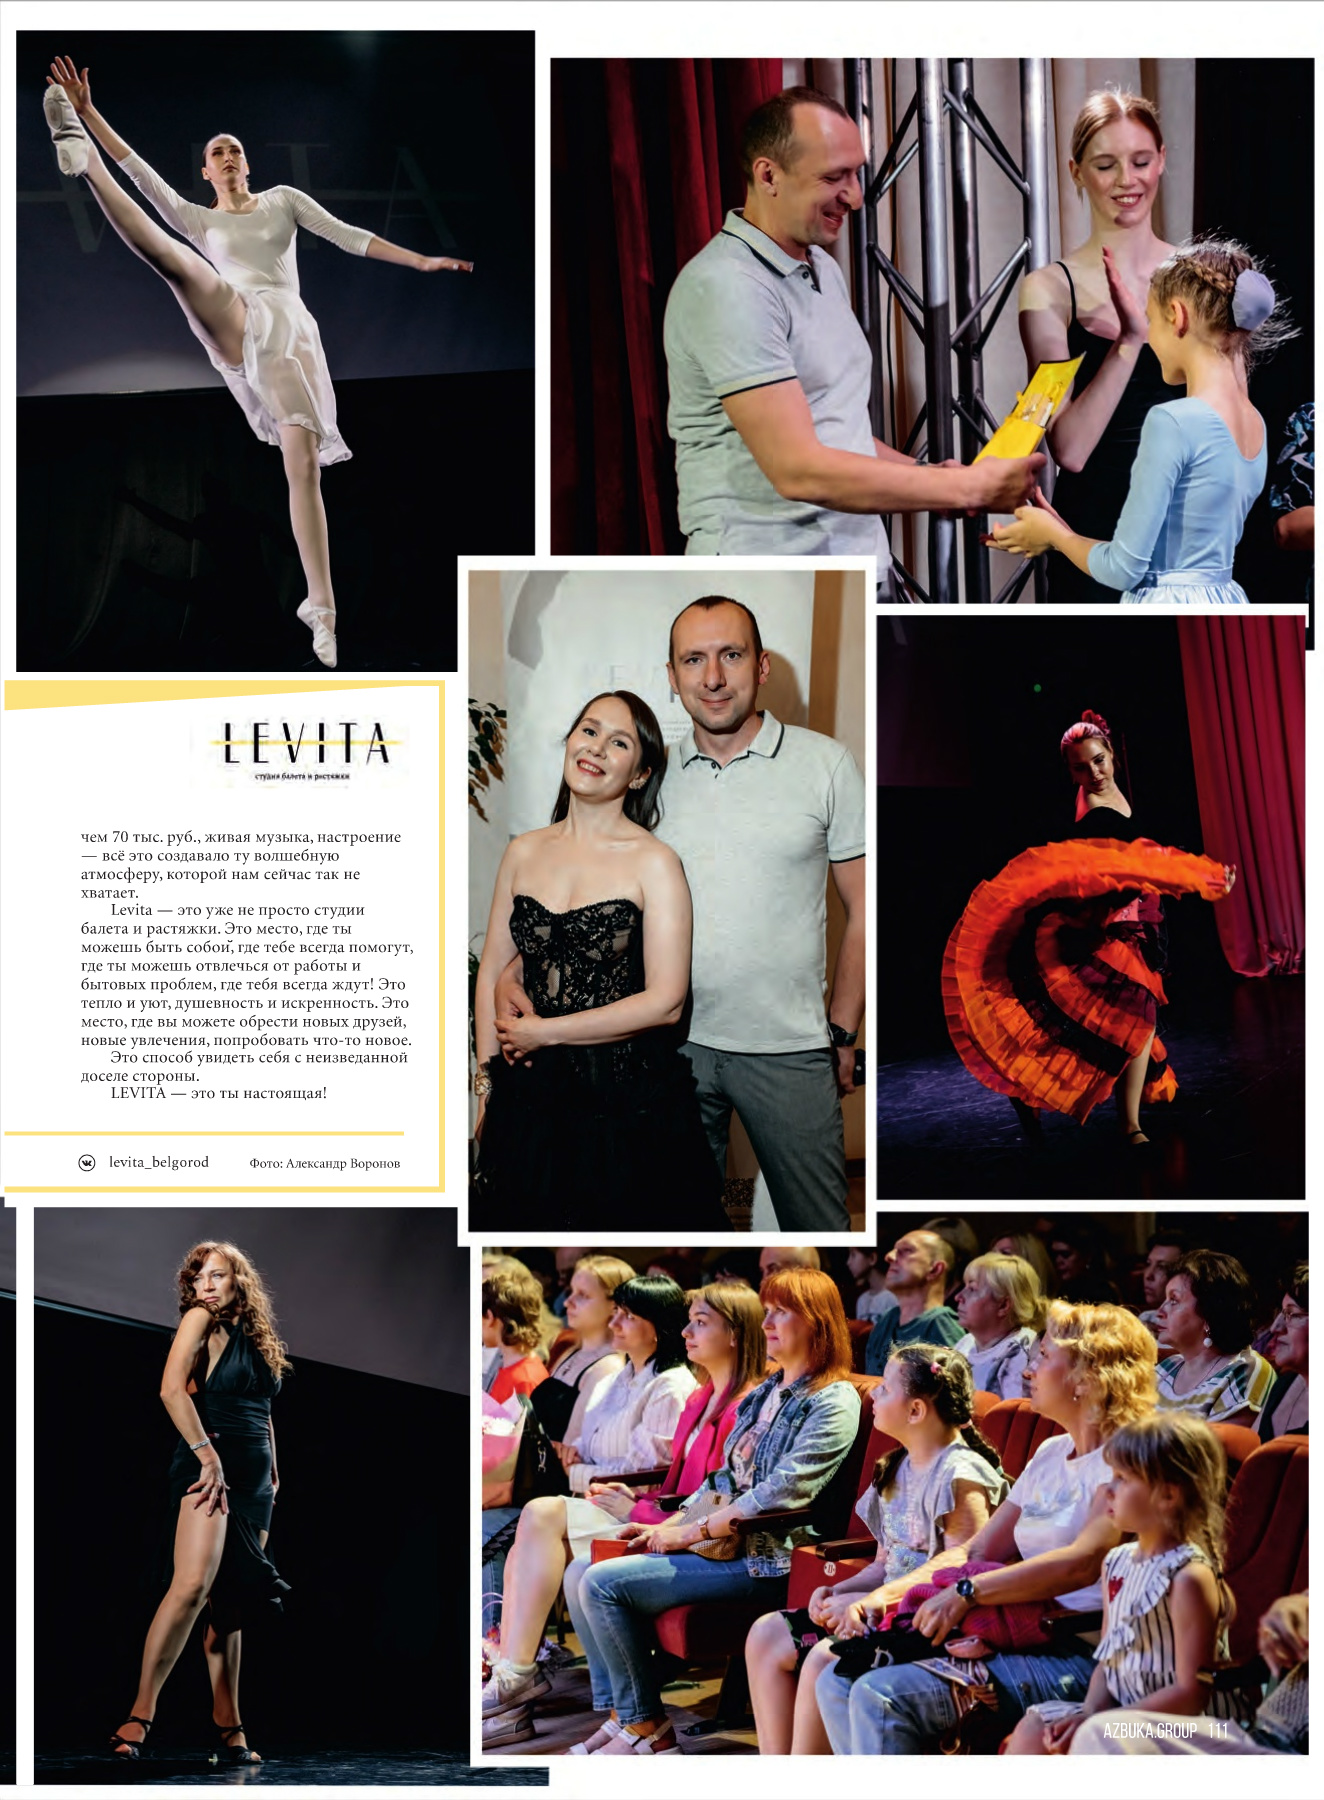 LEVITA
студия балета и растяжки
чем 70 тыс. руб., живая музыка, настроение
— всё это создавало ту волшебную
атмосферу, которой нам сейчас так не
хватает.
Levita — это уже не просто студии
балета и растяжки. Это место, где ты
можешь быть собой, где тебе всегда помогут,
где ты можешь отвлечься от работы и
бытовых проблем, где тебя всегда ждут! Это
тепло и уют, душевность и искренность. Это
место, где вы можете обрести новых друзей,
новые увлечения, попробовать что-то новое.
Это способ увидеть себя с неизведанной
доселе стороны.
LEVITA — это ты настоящая!
levita_belgorod
Фото: Александр Воронов
AZBUKA.GROUP 111